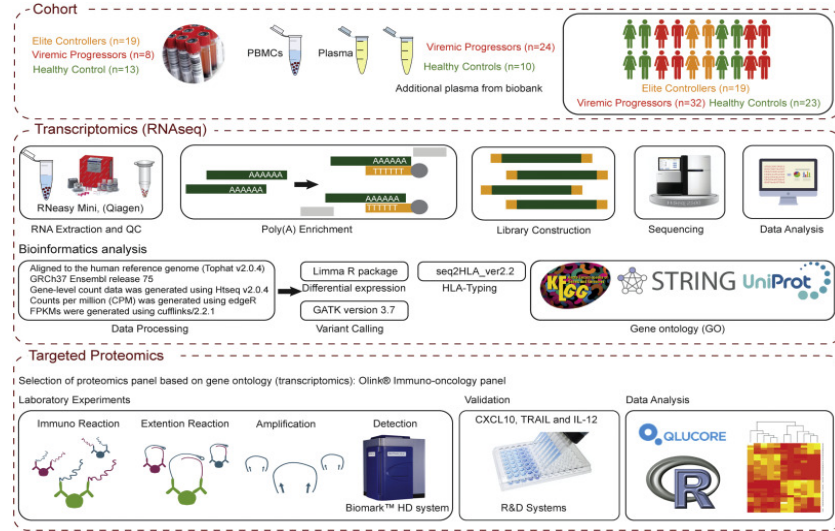 Cohort
Elite Controllers (n=19)
Viremic Progressors (n=8)
Healthy Control (n=13)
PBMCs
Plasma
Viremic Progressors (n=24)
Healthy Controls (n=10)
Additional plasma from biobank
Elite Controllers (n=19)
Viremic Progressors (n=32) Healthy Controls (n=23)
Transcriptomics (RNAseq)
RNeasy Mini, (Qiagen)
RNA Extraction and QC
AAAAAA
AAAAAA
AAAAAA
TTTTTT
AAAAAA
TTTTTT
Poly(A) Enrichment
Library Construction
Sequencing
Data Analysis
Bioinformatics analysis
Aligned to the human reference genome (Tophat v2.0.4)
GRCh37 Ensembl release 75
Gene-level count data was generated using Htseq v2.0.4
Counts per million (CPM) was generated using edgeR
FPKMs were generated using cufflinks/2.2.1
Data Processing
Limma R package
Differential expression
GATK version 3.7
Variant Calling
seq2HLA_ver2.2
HLA-Typing
KEGG
STRING
UniProt
Gene ontology (GO)
Targeted Proteomics
Selection of proteomics panel based on gene ontology (transcriptomics): Olink® Immuno-oncology panel
Laboratory Experiments
Immuno Reaction
Extention Reaction
Amplification
Detection
Biomark™ HD system
Validation
CXCL10, TRAIL and IL-12
R&D Systems
Data Analysis
QLUCORE
R